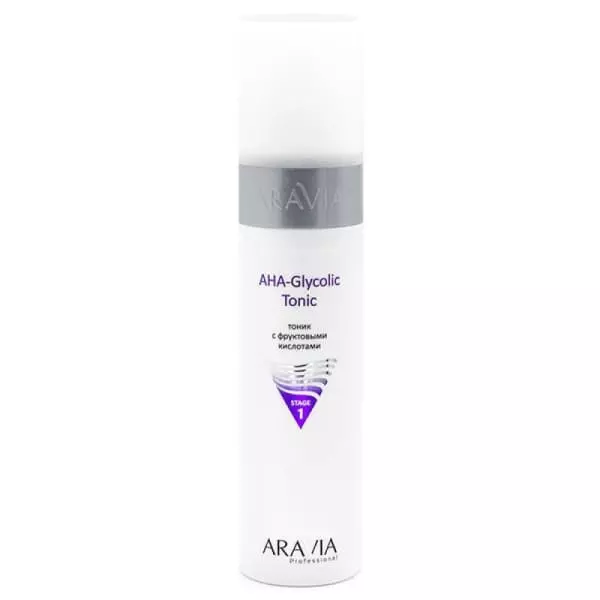 ARAVIA
AHA-Glycolic
Tonic
тоник
с фруктовыми
кислотами
STAGE
1
ARAVIA
Professional